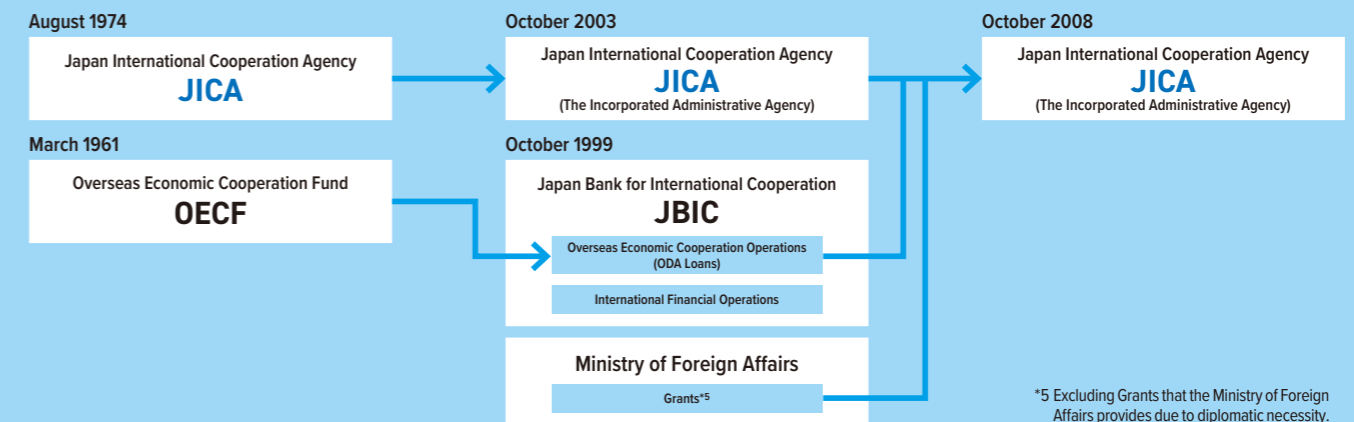 August 1974
Japan International Cooperation Agency
JICA
March 1961
Overseas Economic Cooperation Fund
OECF
October 2003
Japan International Cooperation Agency
JICA
(The Incorporated Administrative Agency)
October 1999
Japan Bank for International Cooperation
JBIC
Overseas Economic Cooperation Operations
(ODA Loans)
International Financial Operations
Ministry of Foreign Affairs
Grants*5
October 2008
Japan International Cooperation Agency
JICA
(The Incorporated Administrative Agency)
*5 Excluding Grants that the Ministry of Foreign
Affairs provides due to diplomatic necessity.